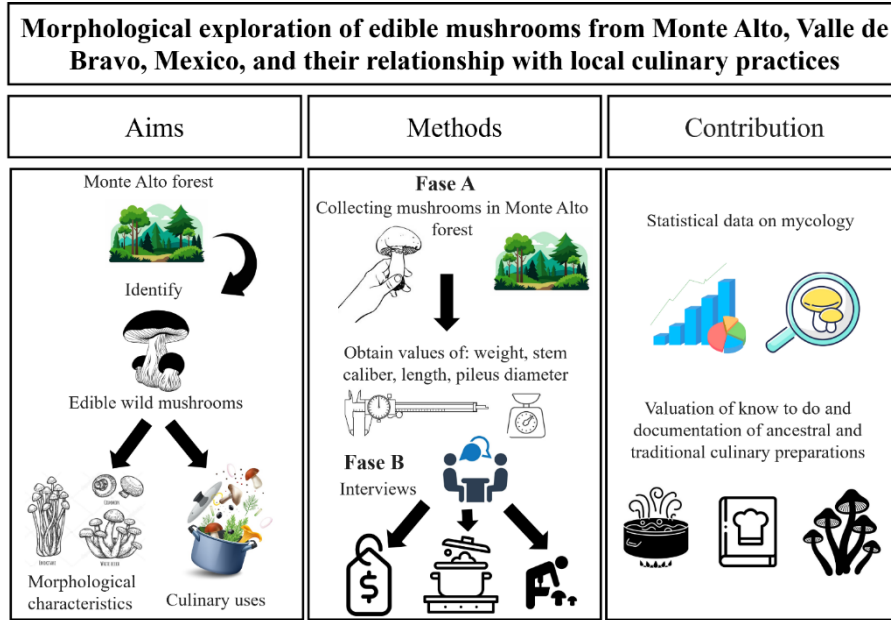 Morphological exploration of edible mushrooms from Monte Alto, Valle de
Bravo, Mexico, and their relationship with local culinary practices
Aims
Monte Alto forest
Identify
Edible wild mushrooms
Morphological
characteristics
Culinary uses
Methods
Fase A
Collecting mushrooms in Monte Alto
forest
Obtain values of: weight, stem
caliber, length, pileus diameter
Fase B
Interviews
$
Contribution
Statistical data on mycology
Valuation of know to do and
documentation of ancestral and
traditional culinary preparations